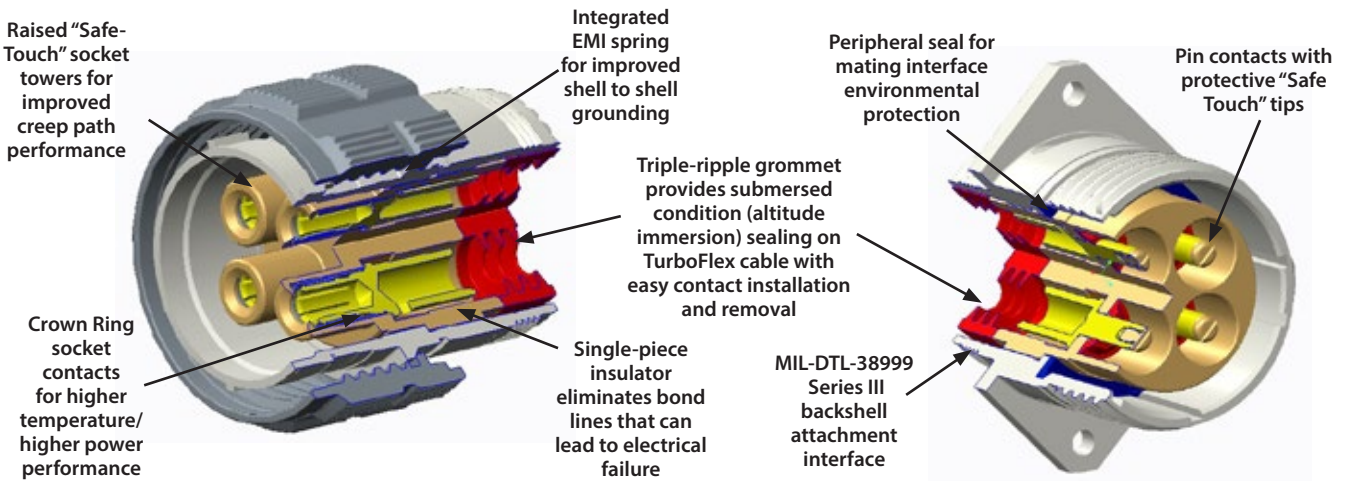 Raised “Safe-
Touch” socket
towers for
improved
creep path
performance
Integrated
EMI spring
for improved
shell to shell
grounding
Peripheral seal for
mating interface
environmental
protection
Pin contacts with
protective “Safe
Touch” tips
Triple-ripple grommet
provides submersed
condition (altitude
immersion) sealing on
TurboFlex cable with
easy contact installation
and removal
Crown Ring
socket
contacts
for higher
temperature/
higher power
performance
Single-piece
insulator
eliminates bond
lines that can
lead to electrical
failure
MIL-DTL-38999
Series III
backshell
attachment
interface